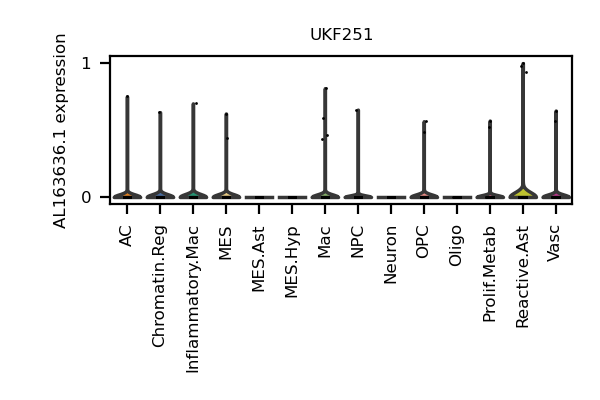 UKF251
AL163636.1 expression
1
0
AC
Chromatin.Reg
Inflammatory.Mac
MES
MES.Ast
MES.Hyp
Mac
NPC
Neuron
OPC
Oligo
Prolif.Metab
Reactive.Ast
Vasc